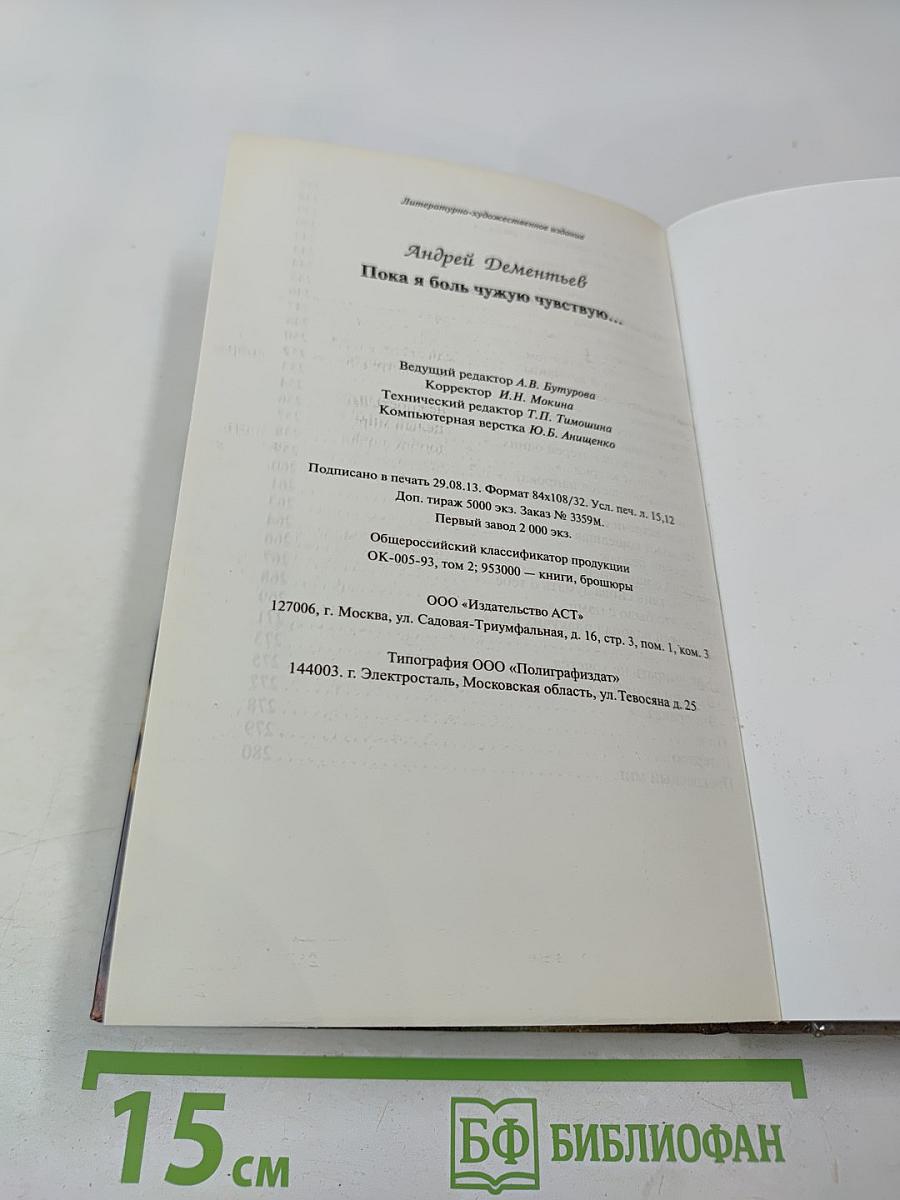 Литературно-художественное издание
Андрей Дементьев
Пока я боль чужую чувствую...
Ведущий редактор А.В. Бутурова
Корректор И.Н. Мокина
Технический редактор Т.П. Тимошина
Компьютерная верстка Ю.Б. Анищенко
Подписано в печать 29.08.13. Формат 84х108/32. Усл. печ. л. 15,12
Доп. тираж 5000 экз. Заказ № 3359м.
Первый завод 2 000 экз.
Общероссийский классификатор продукции
ОК-005-93, том 2; 953000 — книги, брошюры
ООО «Издательство АСТ»
127006, г. Москва, ул. Садовая-Триумфальная, д. 16, стр. 3, пом. 1, ком. 3
Типография ООО «Полиграфиздат»
144003. г. Электросталь, Московская область, ул.Тевосяна д.25
15 см
БФ БИБЛИОФАН